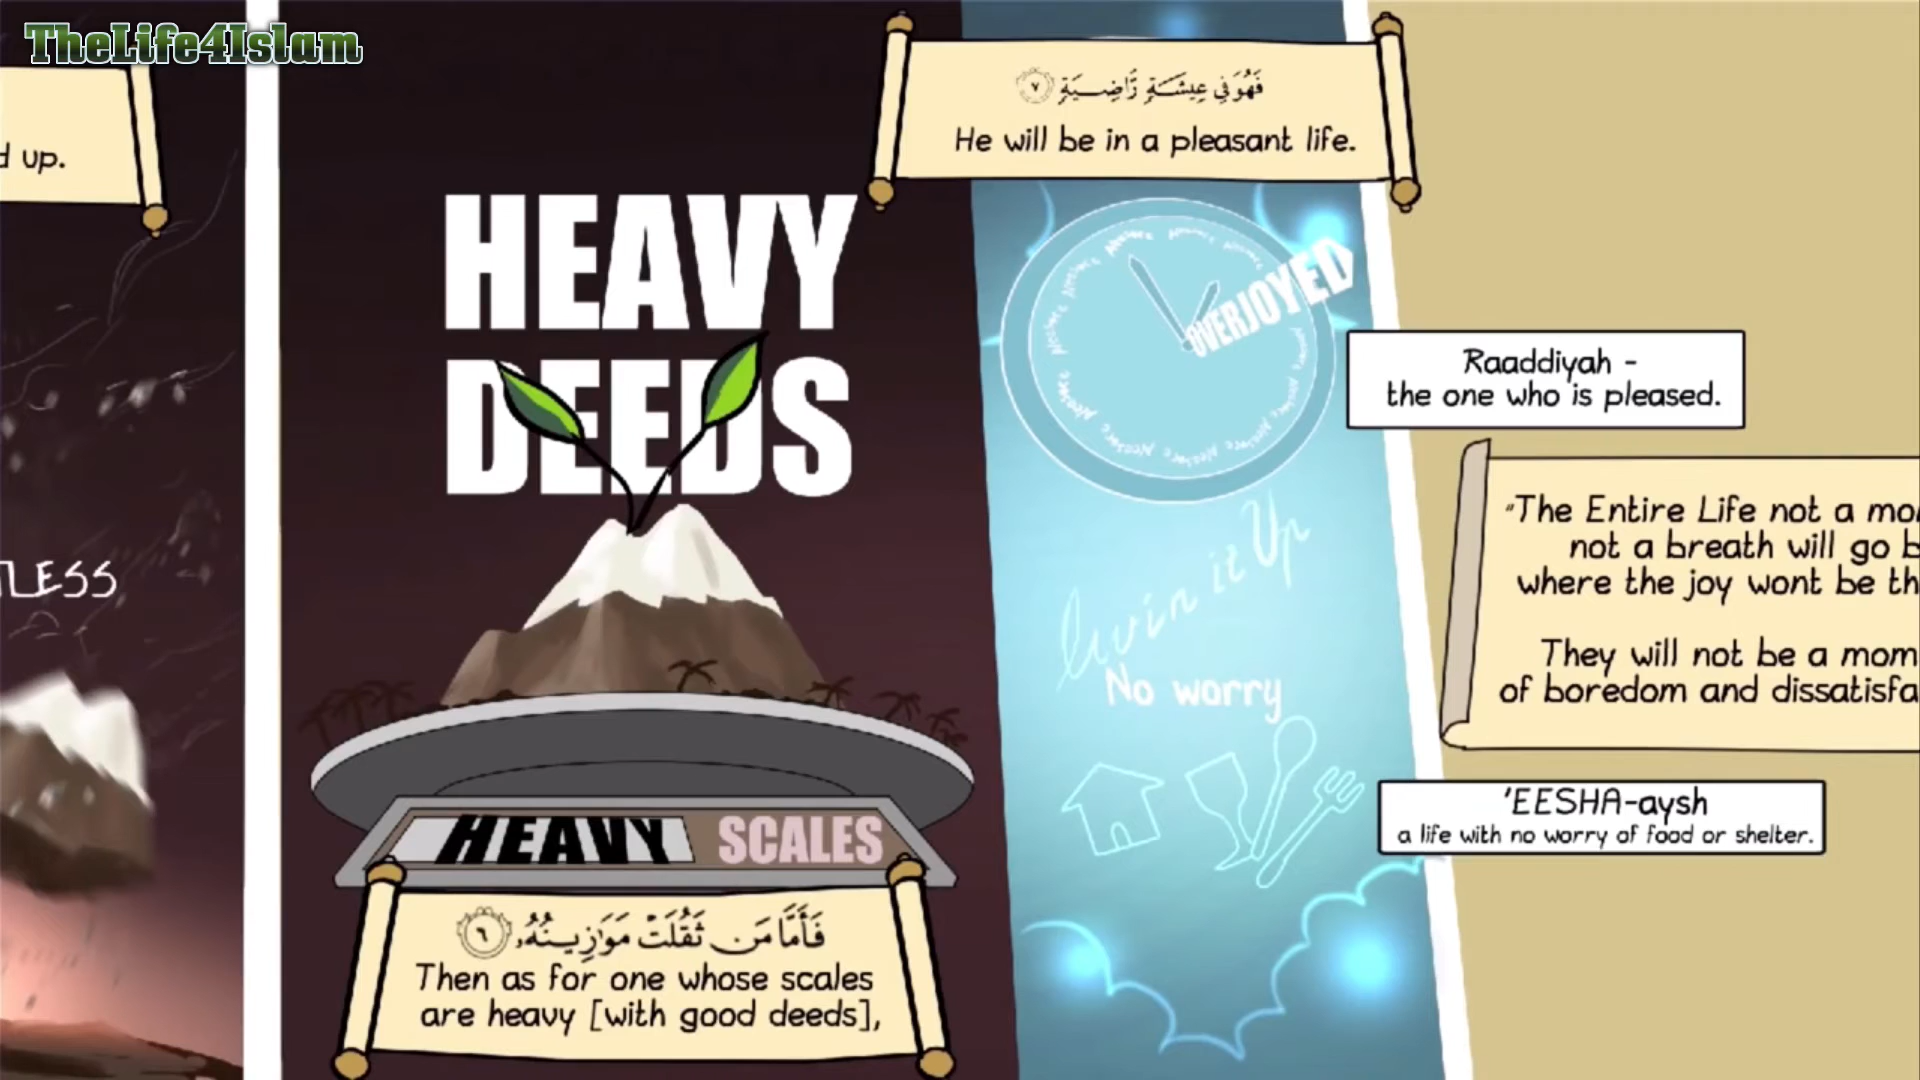 TheLife4Islam
d up.
TLESS
HEAVY
DEEDS
HEAVY SCALES
فَأَمَّا مَن ثَقُلَتْ مَوَٰزِينُهُۥ ٦
Then as for one whose scales
are heavy [with good deeds],
فَهُوَ فِى عِيشَةٍ رَّاضِيَةٍ ٧
He will be in a pleasant life.
OVERJOYED
livin it Up
No worry
Raaddiyah -
the one who is pleased.
"The Entire Life not a mo
not a breath will go b
where the joy wont be th
They will not be a mom
of boredom and dissatisfa
'EESHA-aysh
a life with no worry of food or shelter.